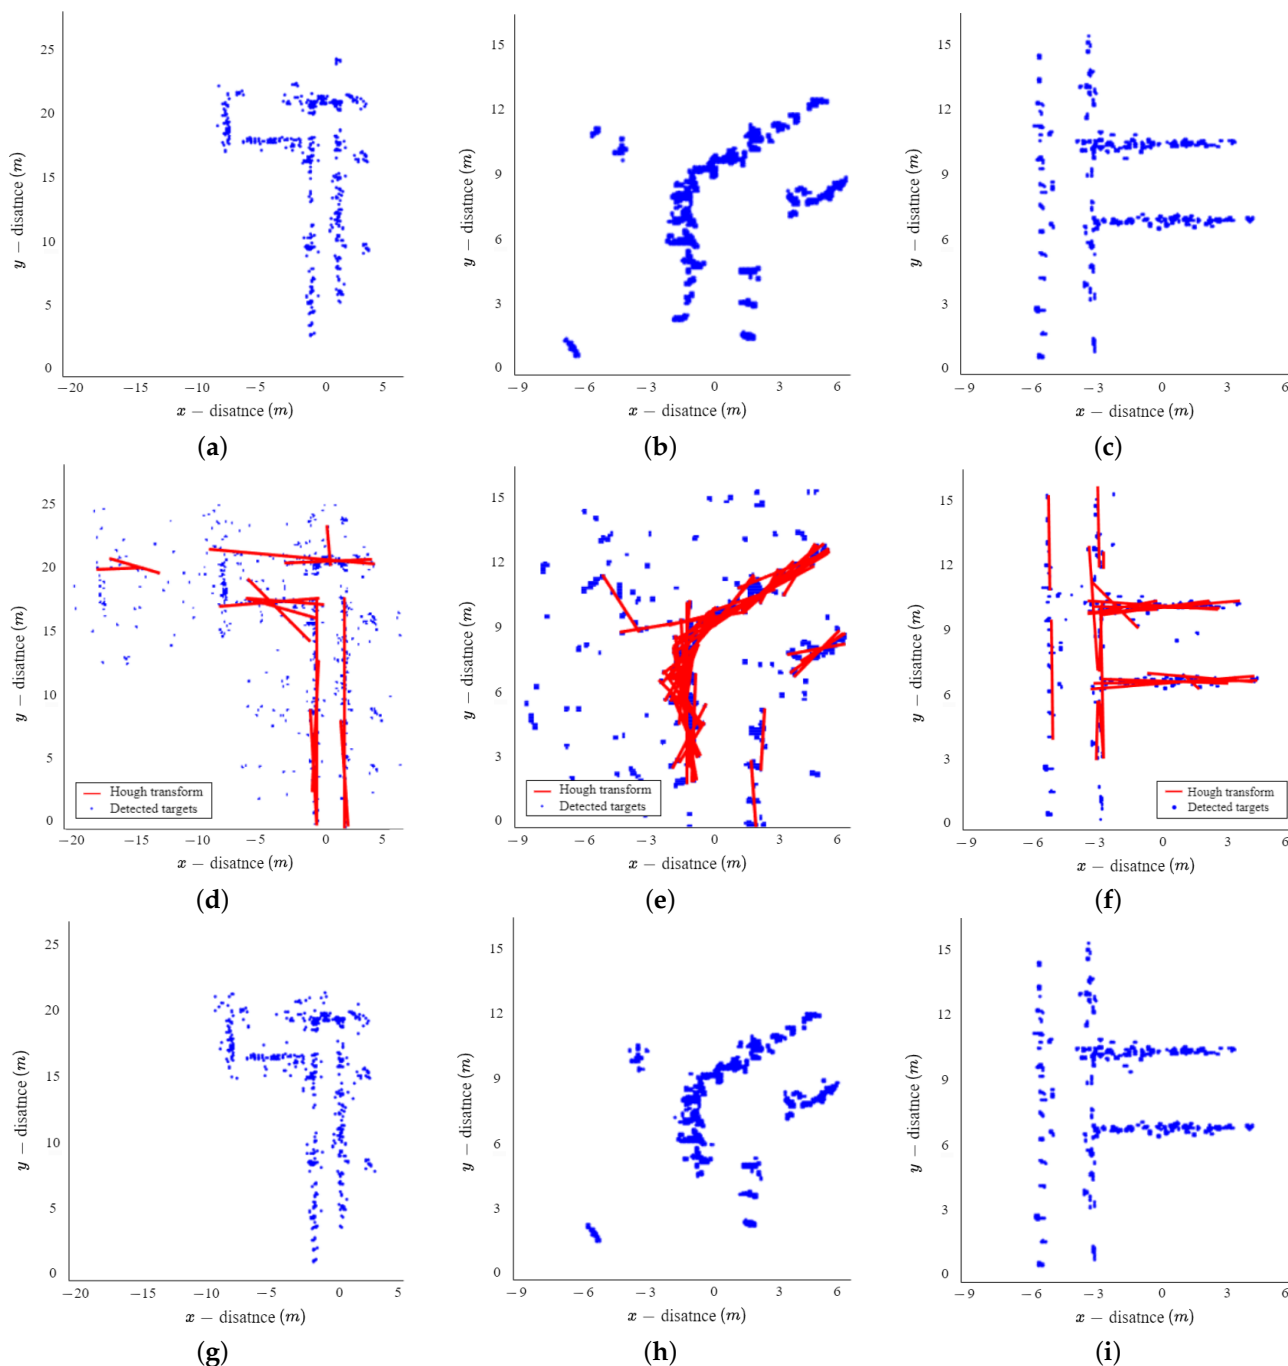 25
20
15
10
5
0
y – disatnce (m)
−20 −15 −10 −5 0 5
x – disatnce (m)
(a)
15
12
9
6
3
0
y – disatnce (m)
−9 −6 −3 0 3 6
x – disatnce (m)
(b)
15
12
9
6
3
0
y – disatnce (m)
−9 −6 −3 0 3 6
x – disatnce (m)
(c)
25
20
15
10
5
0
y – disatnce (m)
Hough transform
Detected targets
−20 −15 −10 −5 0 5
x – disatnce (m)
(d)
15
12
9
6
3
0
y – disatnce (m)
Hough transform
Detected targets
−9 −6 −3 0 3 6
x – disatnce (m)
(e)
15
12
9
6
3
0
y – disatnce (m)
Hough transform
Detected targets
−9 −6 −3 0 3 6
x – disatnce (m)
(f)
25
20
15
10
5
0
y – disatnce (m)
−20 −15 −10 −5 0 5
x – disatnce (m)
(g)
15
12
9
6
3
0
y – disatnce (m)
−9 −6 −3 0 3 6
x – disatnce (m)
(h)
15
12
9
6
3
0
y – disatnce (m)
−9 −6 −3 0 3 6
x – disatnce (m)
(i)